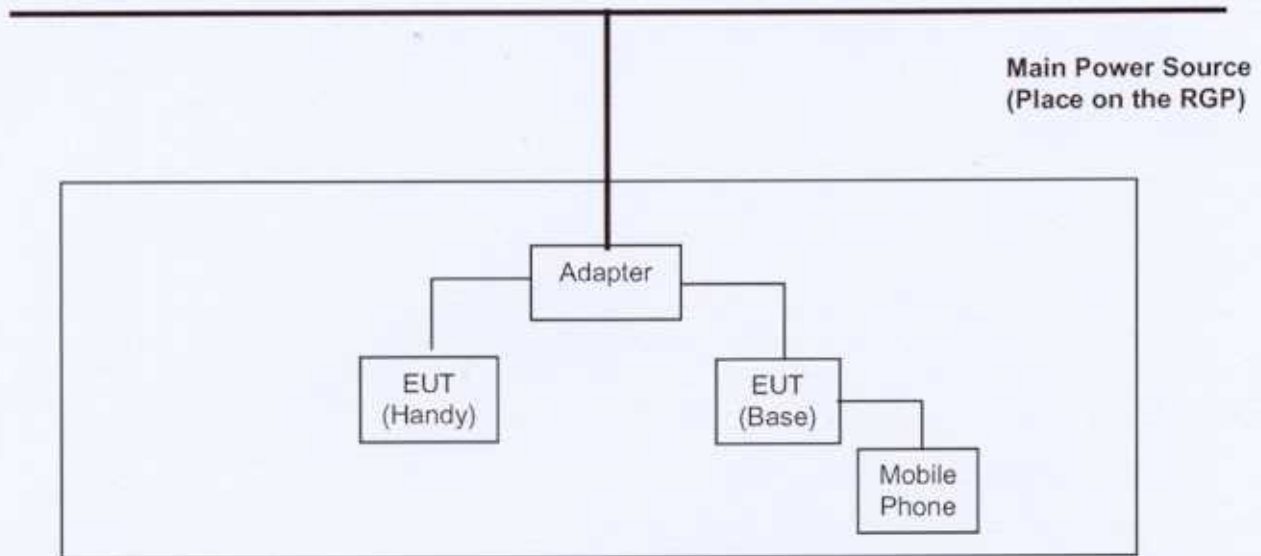 Main Power Source
(Place on the RGP)
Adapter
EUT
(Handy)
EUT
(Base)
Mobile
Phone